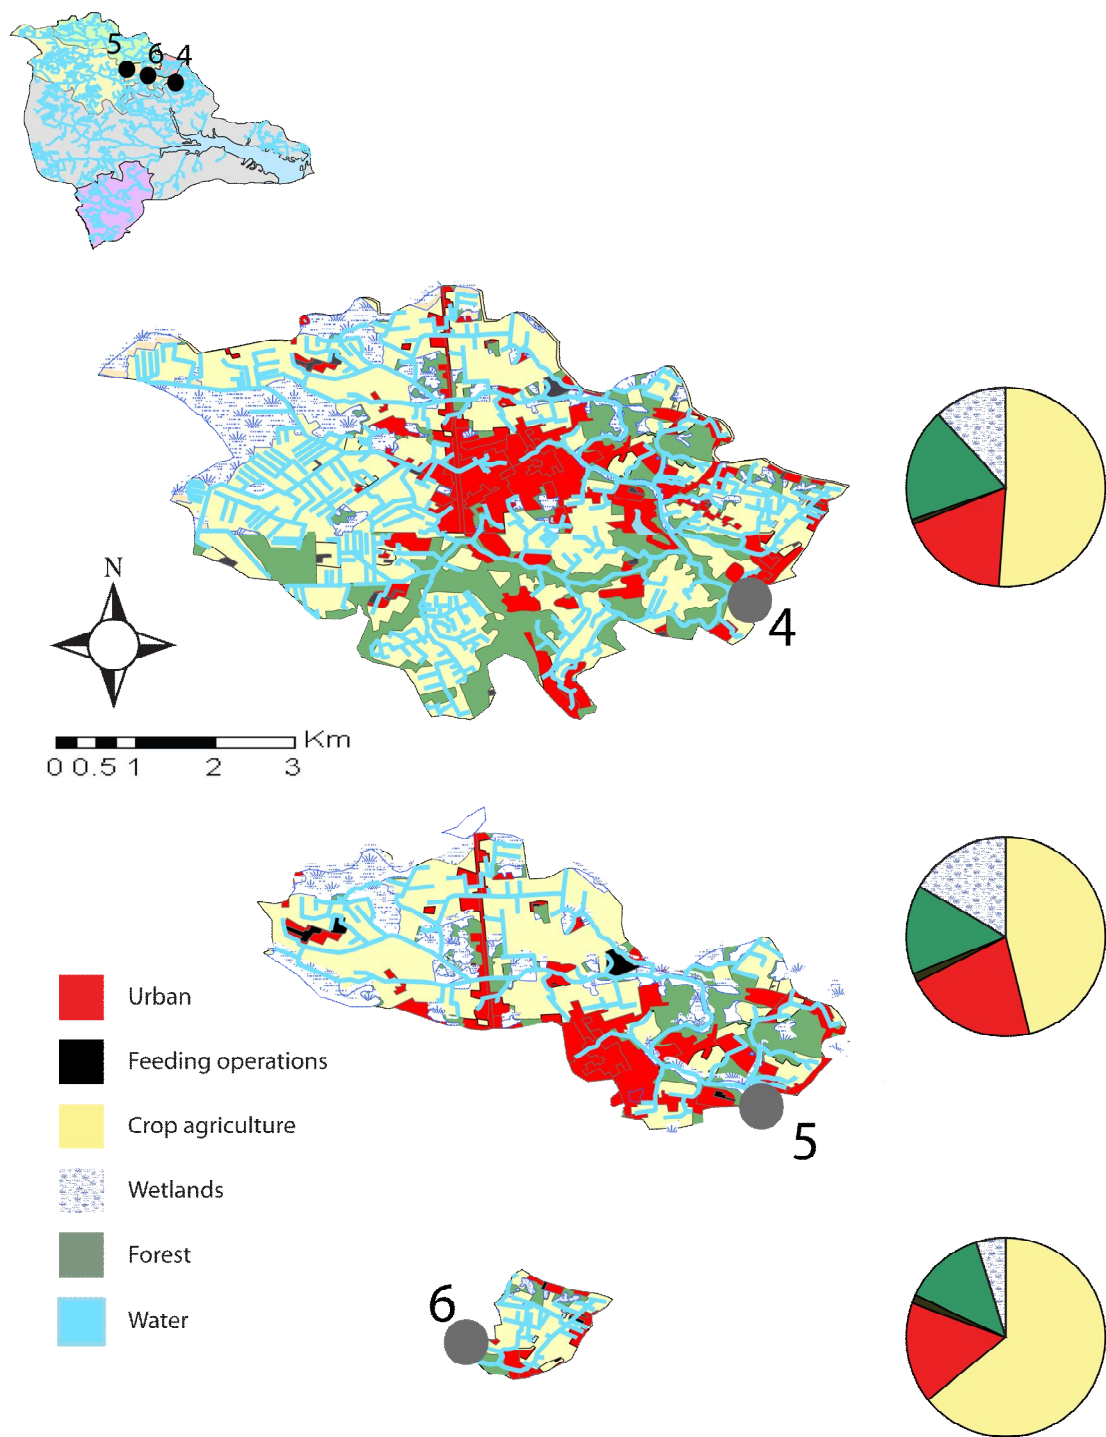 5 6 4
N
4
Km
0 0.5 1 2 3
Urban
Feeding operations
Crop agriculture
Wetlands
Forest
Water
5
6